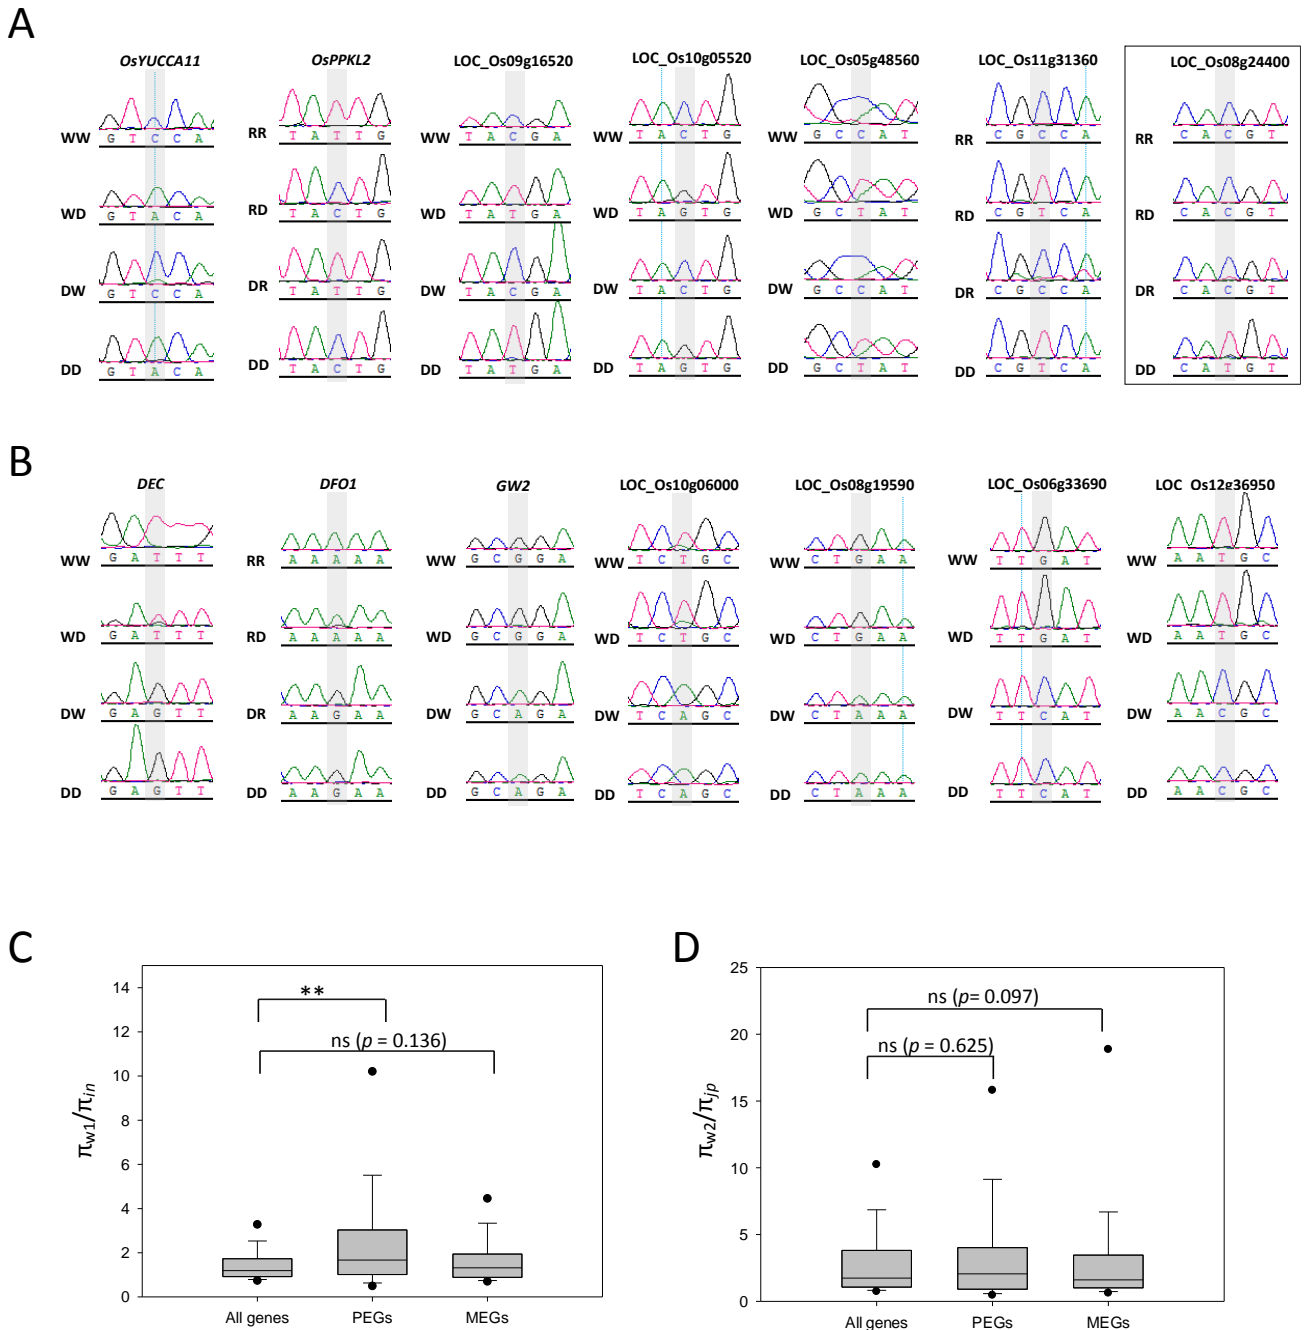 A
OsYUCCA11 OsPPKL2 LOC_Os09g16520 LOC_Os10g05520 LOC_Os05g48560 LOC_Os11g31360 LOC_Os08g24400
WW G T C C A RR T A T T G WW T A C G A WW T A C T G WW G C C A T RR C G C C A RR C A C G T
WD G T A C A RD T A C T G WD T A T G A WD T A G T G WD G C T A T RD C G T C A RD C A C G T
DW G T C C A DR T A T T G DW T A C G A DW T A C T G DW G C C A T DR C G C C A DR C A C G T
DD G T A C A DD T A C T G DD T A T G A DD T A G T G DD G C T A T DD C G T C A DD C A T G T
B
DEC DFO1 GW2 LOC_Os10g06000 LOC_Os08g19590 LOC_Os06g33690 LOC_Os12g36950
WW G A T T T RR A A A A A WW G C G G A WW T C T G C WW C T G A A WW T T G A T WW A A T G C
WD G A T T T RD A A A A A WD G C G G A WD T C T G C WD C T G A A WD T T G A T WD A A T G C
DW G A G T T DR A A G A A DW G C A G A DW T C A G C DW C T A A A DW T T C A T DW A A C G C
DD G A G T T DD A A G A A DD G C A G A DD T C A G C DD C T A A A DD T T C A T DD A A C G C
C
πw1/πin
14
12
10
8
6
4
2
0
**
ns (p = 0.136)
All genes PEGs MEGs
D
πw2/πjp
25
20
15
10
5
0
ns (p= 0.097)
ns (p = 0.625)
All genes PEGs MEGs